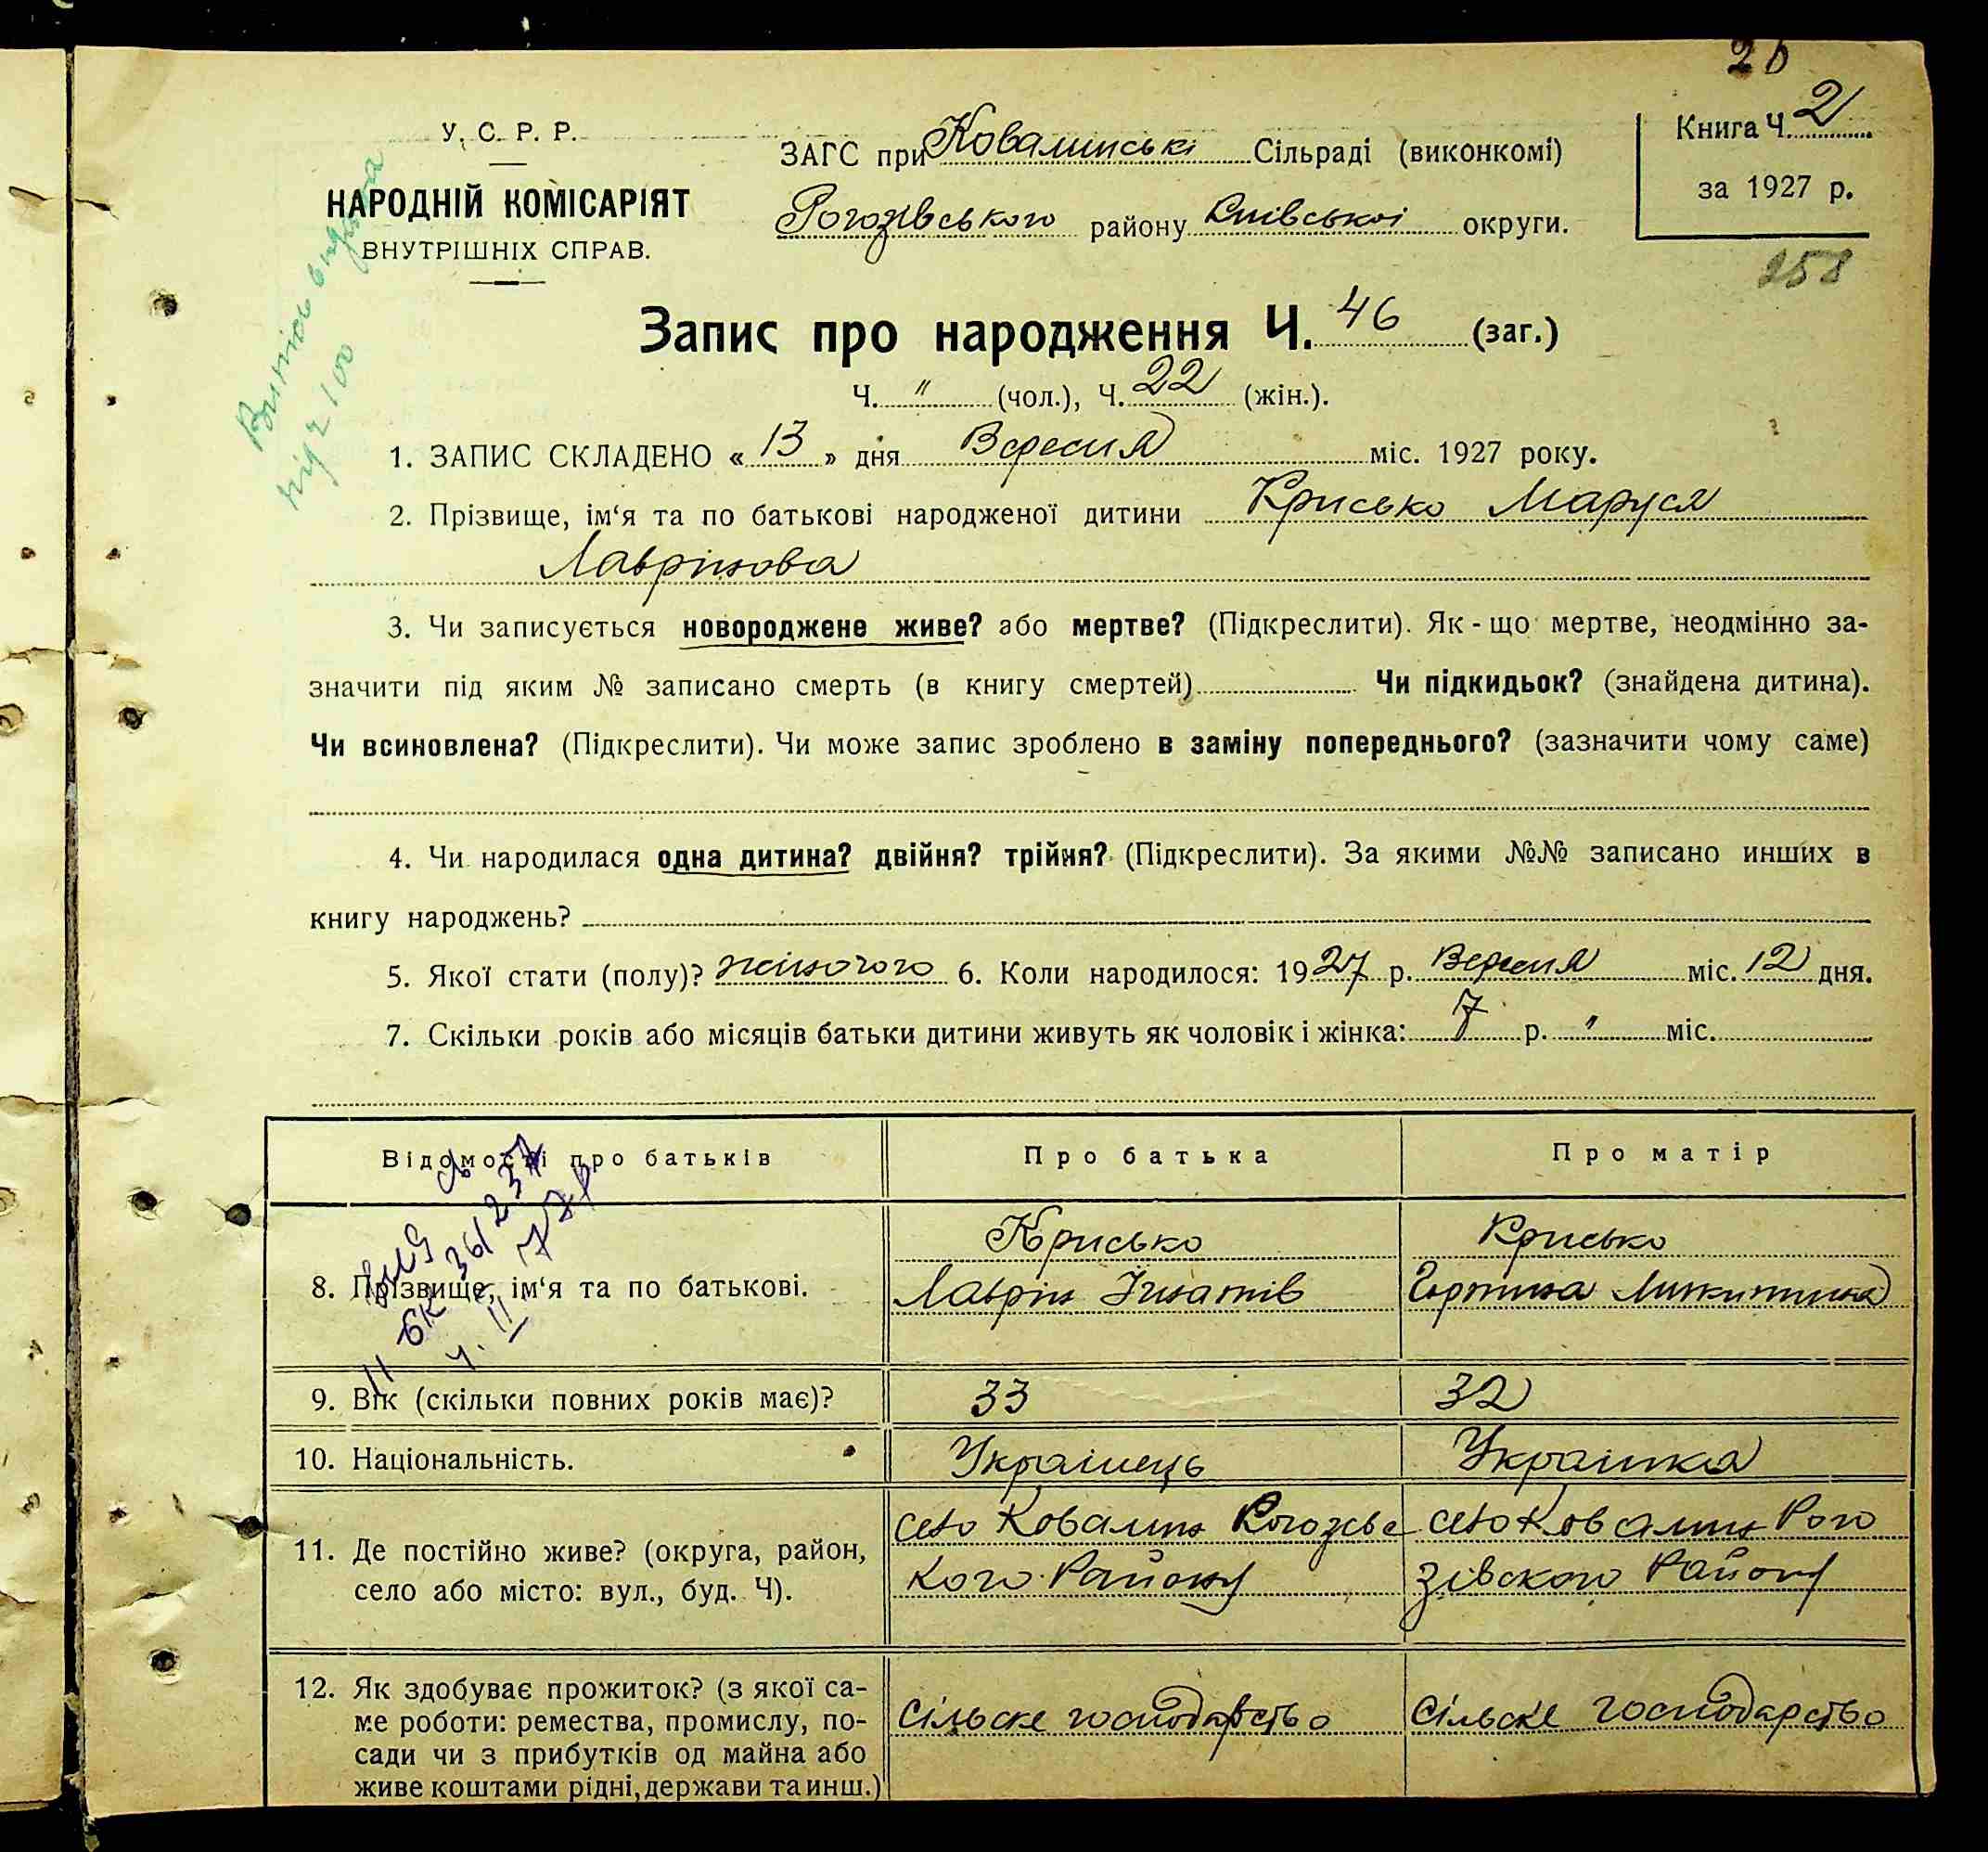 26
У. С. Р. Р.
НАРОДНІЙ КОМІСАРІЯТ
ВНУТРІШНІХ СПРАВ.
ЗАГС при Ковалинські Сільраді (виконкомі)
Рогозівського району Київської округи.
Книга Ч. 2
за 1927 р.
258
Запис про народження Ч. 46 (заг.)
Ч. " (чол.), Ч. 22 (жін.).
1. ЗАПИС СКЛАДЕНО « 13 » дня Вересня міс. 1927 року.
2. Прізвище, ім‘я та по батькові народженої дитини Крисько Маруся
Лаврінова
3. Чи записується новороджене живе? або мертве? (Підкреслити). Як - що мертве, неодмінно за-
значити під яким № записано смерть (в книгу смертей) Чи підкидьок? (знайдена дитина).
Чи всиновлена? (Підкреслити). Чи може запис зроблено в заміну попереднього? (зазначити чому саме)
4. Чи народилася одна дитина? двійня? трійня? (Підкреслити). За якими №№ записано инших в
книгу народжень?
5. Якої стати (полу)? жіночого 6. Коли народилося: 1927 р. Вересня міс. 12 дня.
7. Скільки років або місяців батьки дитини живуть як чоловік і жінка: 7 р. " міс.
Відомості про батьків Про батька Про матір
8. Прізвище, ім‘я та по батькові.
Крисько
Лаврін Ігнатів
Крисько
Микитина
9. Вік (скільки повних років має)? 33 32
10. Національність. Украінець Украінка
11. Де постійно живе? (округа, район,
село або місто: вул., буд. Ч).
село Ковалин Рогозівс
кого Району
село Ковалин Рого
зівского Району
12. Як здобуває прожиток? (з якої са-
ме роботи: ремества, промислу, по-
сади чи з прибутків од майна або
живе коштами рідні, держави та инш.)
Сільске господарство
Сільске господарство